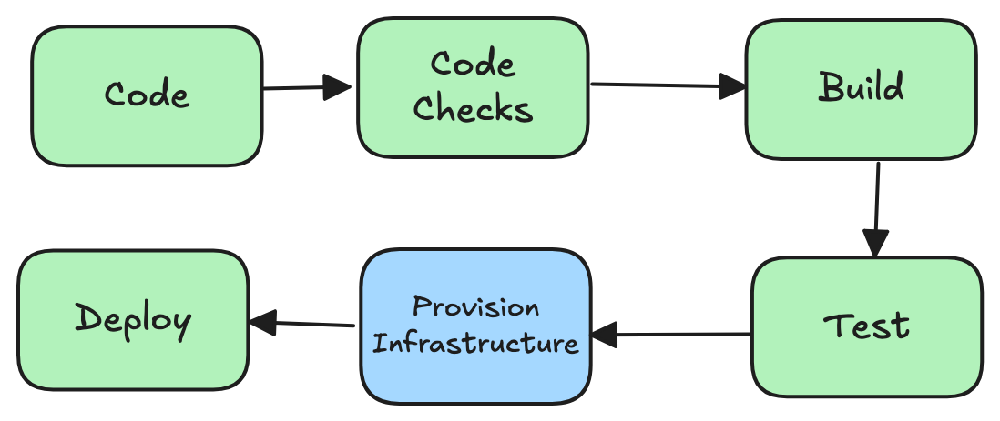 Code
Code
Checks
Build
Deploy
Provision
Infrastructure
Test